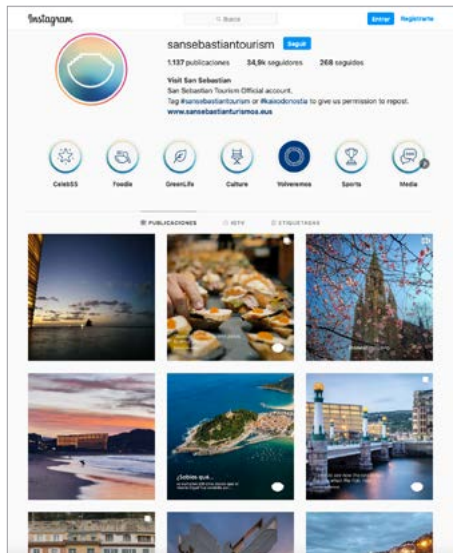 Instagram
Busca
Entrar
Regístrarte
sansebastiantourism
Seguir
1.137 publicaciones 34,9k seguidores 268 seguidos
Visit San Sebastian
San Sebastian Tourism Official account.
Tag #sansebastiantourism or #kaixodonostia to give us permission to repost.
www.sansebastianturismoa.eus
CelebSS
Foodie
GreenLife
Culture
Volveremos
Sports
Media
PUBLICACIONES
IGTV
ETIQUETADAS
¿Sabías que...